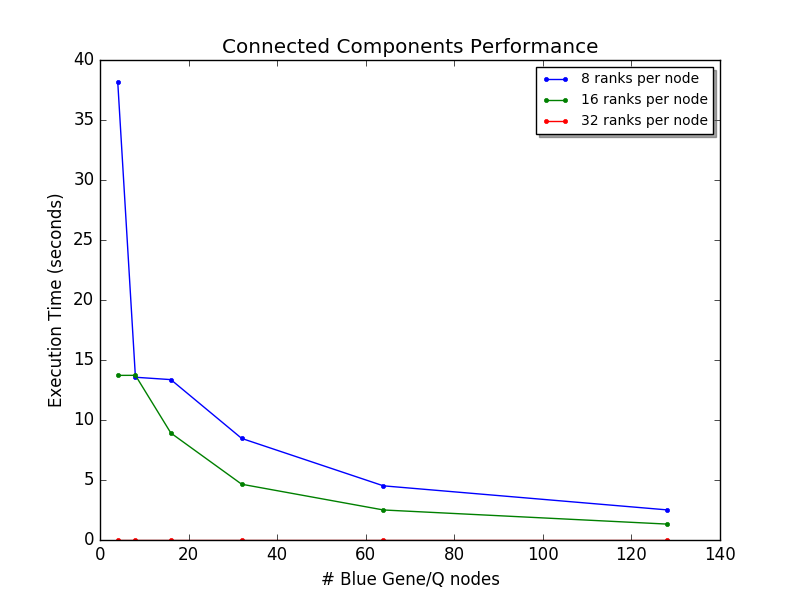 Connected Components Performance
8 ranks per node
16 ranks per node
32 ranks per node
Execution Time (seconds)
40
35
30
25
20
15
10
5
0
0 20 40 60 80 100 120 140
# Blue Gene/Q nodes